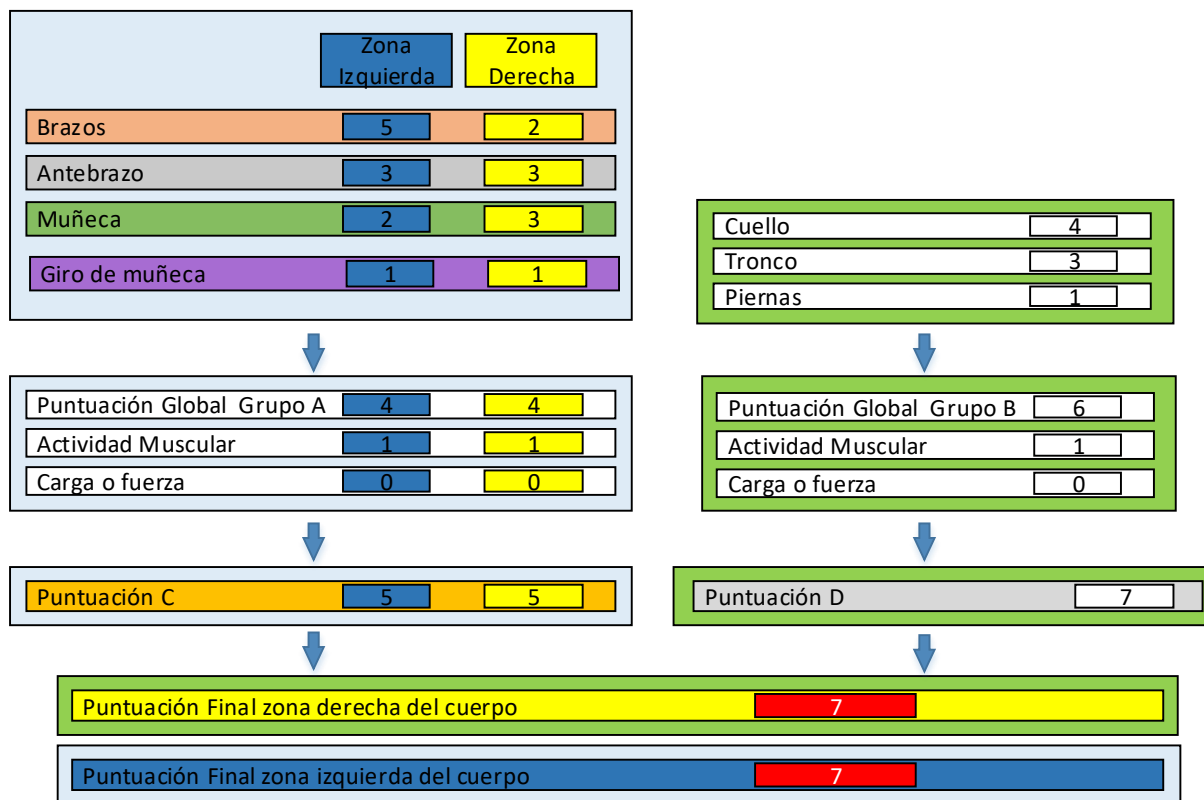 Zona Izquierda
Zona Derecha
Brazos 5 2
Antebrazo 3 3
Muñeca 2 3
Giro de muñeca 1 1
Cuello 4
Tronco 3
Piernas 1
Puntuación Global Grupo A 4 4
Actividad Muscular 1 1
Carga o fuerza 0 0
Puntuación Global Grupo B 6
Actividad Muscular 1
Carga o fuerza 0
Puntuación C 5 5
Puntuación D 7
Puntuación Final zona derecha del cuerpo 7
Puntuación Final zona izquierda del cuerpo 7